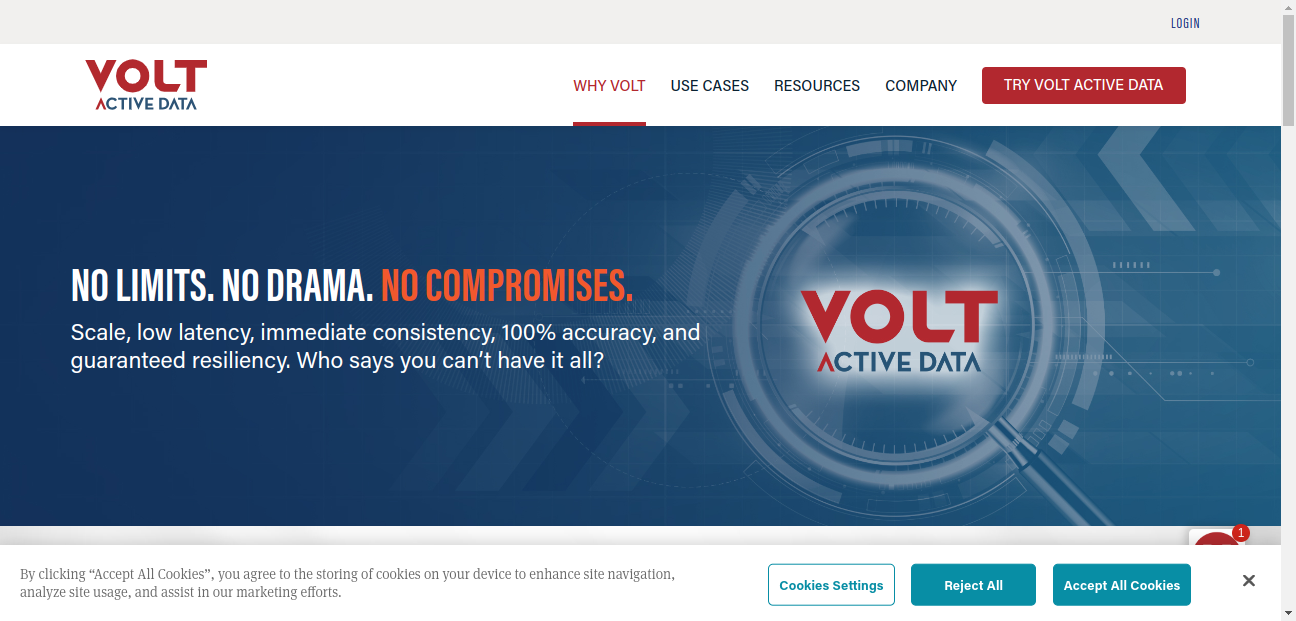 LOGIN
VOLT
ACTIVE DATA
WHY VOLT
USE CASES
RESOURCES
COMPANY
TRY VOLT ACTIVE DATA
NO LIMITS. NO DRAMA. NO COMPROMISES.
Scale, low latency, immediate consistency, 100% accuracy, and
guaranteed resiliency. Who says you can’t have it all?
VOLT
ACTIVE DATA
1
By clicking “Accept All Cookies”, you agree to the storing of cookies on your device to enhance site navigation,
analyze site usage, and assist in our marketing efforts.
Cookies Settings
Reject All
Accept All Cookies